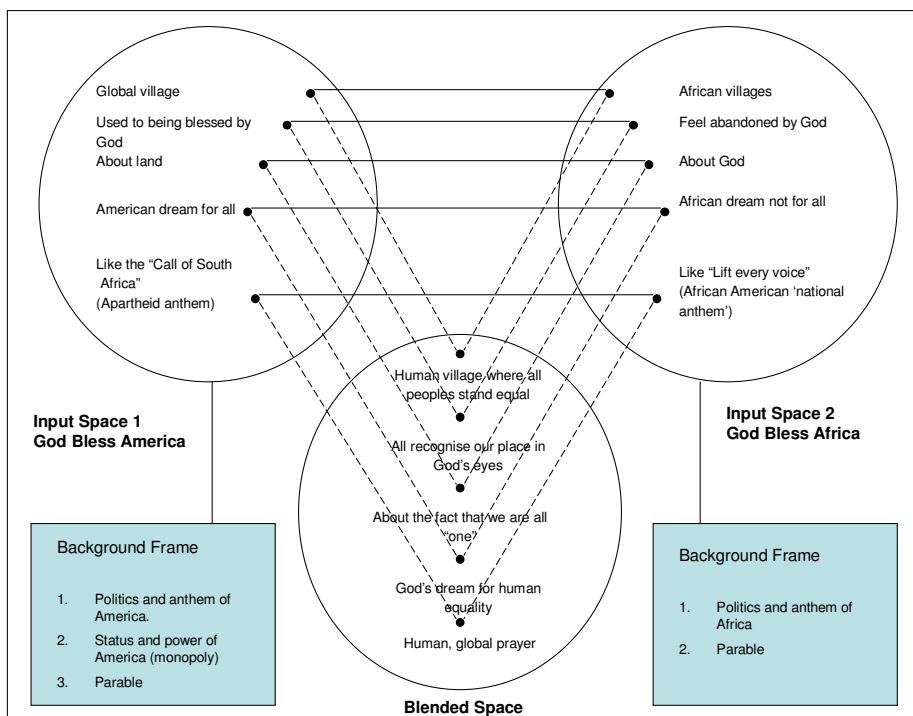 Global village
Used to being blessed by
God
About land
American dream for all
Like the “Call of South
Africa”
(Apartheid anthem)
African villages
Feel abandoned by God
About God
African dream not for all
Like “Lift every voice”
(African American ‘national
anthem’)
Human village where all
peoples stand equal
All recognise our place in
God’s eyes
About the fact that we are all
“one”
God’s dream for human
equality
Human, global prayer
Input Space 1
God Bless America
Input Space 2
God Bless Africa
Background Frame
1. Politics and anthem of
America.
2. Status and power of
America (monopoly)
3. Parable
Background Frame
1. Politics and anthem of
Africa
2. Parable
Blended Space